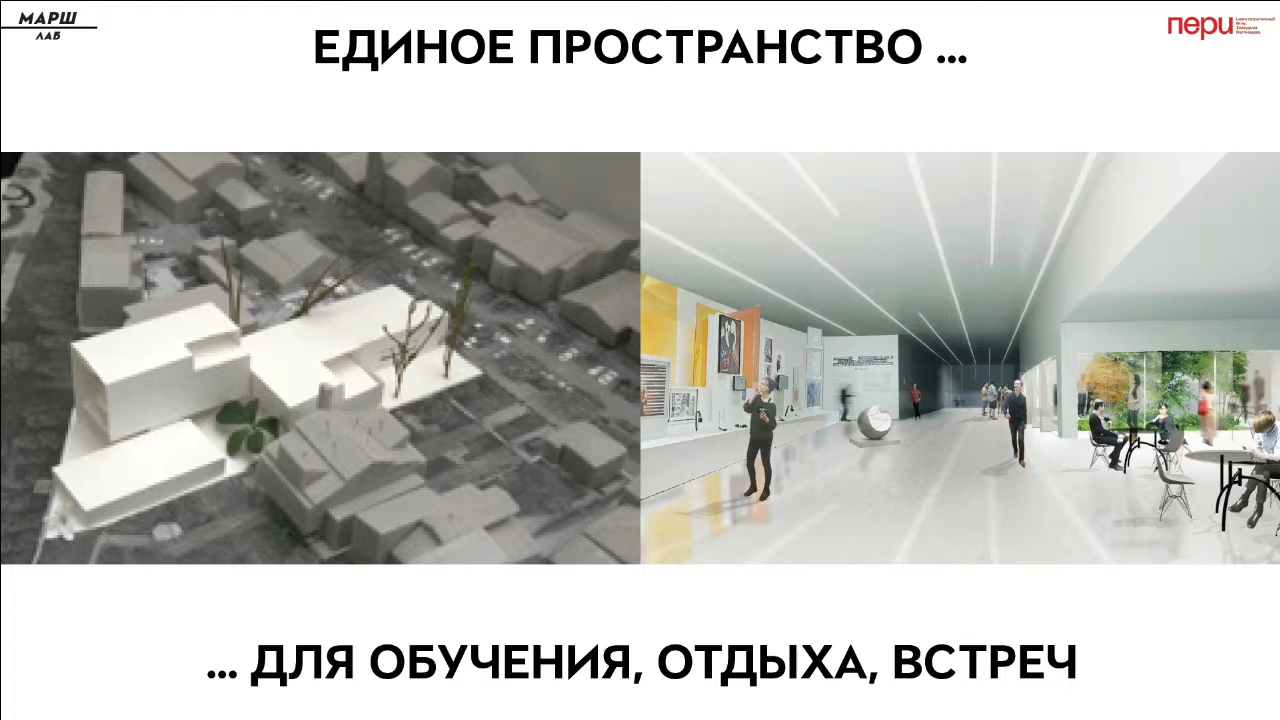 МАРШ
ЛАБ
пери
ЕДИНОЕ ПРОСТРАНСТВО ...
... ДЛЯ ОБУЧЕНИЯ, ОТДЫХА, ВСТРЕЧ